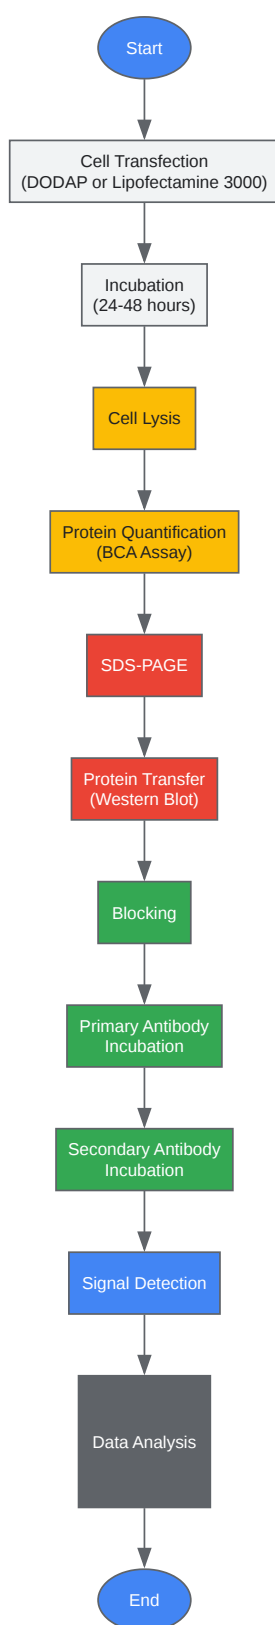 Start
Cell Transfection
(DODAP or Lipofectamine 3000)
Incubation
(24-48 hours)
Cell Lysis
Protein Quantification
(BCA Assay)
SDS-PAGE
Protein Transfer
(Western Blot)
Blocking
Primary Antibody
Incubation
Secondary Antibody
Incubation
Signal Detection
Data Analysis
End